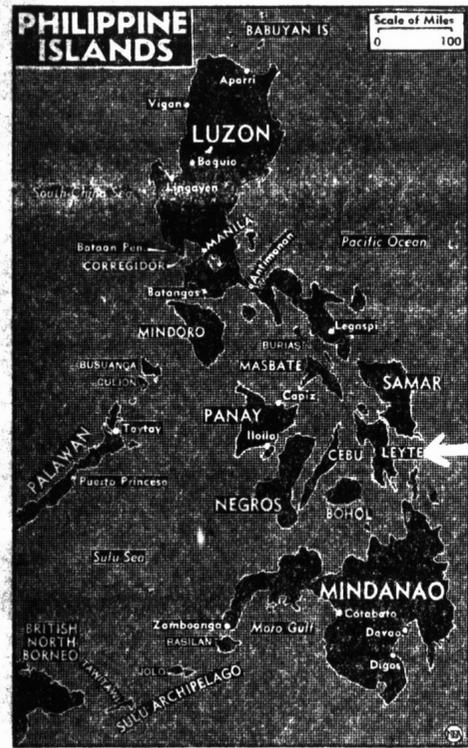 PHILIPPINE
ISLANDS
BABUYAN IS
Scale of Miles
0 100
Aparri
Vigan
LUZON
Baguio
Lingayen
South China Sea
MANILA
Pacific Ocean
Bataan Pen.
CORREGIDOR
Antimonan
Batangas
Legaspi
MINDORO
BURIAS
MASBATE
BUSUANGA
CULION
SAMAR
Capiz
PANAY
Taytay
Iloilo
PALAWAN
CEBU
LEYTE
Puerto Princesa
NEGROS
BOHOL
Sulu Sea
MINDANAO
Cotabato
Zamboanga
Moro Gulf
Davao
BRITISH
NORTH
BORNEO
BASILAN
Digos
JOLO
TAWITAWI
SULU ARCHIPELAGO
NEA